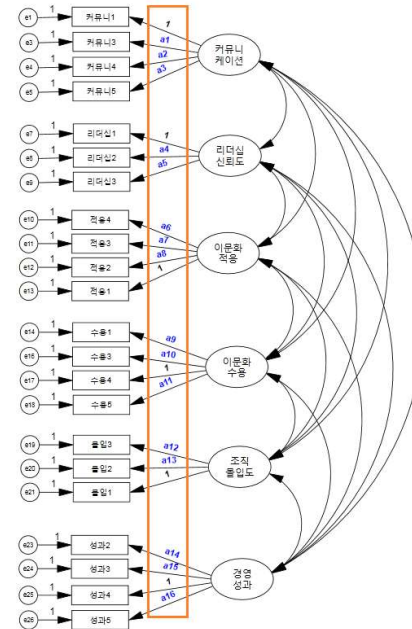 e1 1 커뮤니1 1
e3 1 커뮤니3 a1
e4 1 커뮤니4 a2
e5 1 커뮤니5 a3
커뮤니
케이션
e7 1 리더십1 1
e8 1 리더십2 a4
e9 1 리더십3 a5
리더십
신뢰도
e10 1 적응4 a6
e11 1 적응3 a7
e12 1 적응2 a8
e13 1 적응1 1
이문화
적응
e14 1 수용1 a9
e16 1 수용3 a10
e17 1 수용4 1
e18 1 수용5 a11
이문화
수용
e19 1 몰입3 a12
e20 1 몰입2 a13
e21 1 몰입1 1
조직
몰입도
e23 1 성과2 a14
e24 1 성과3 a15
e25 1 성과4 1
e26 1 성과5 a16
경영
성과